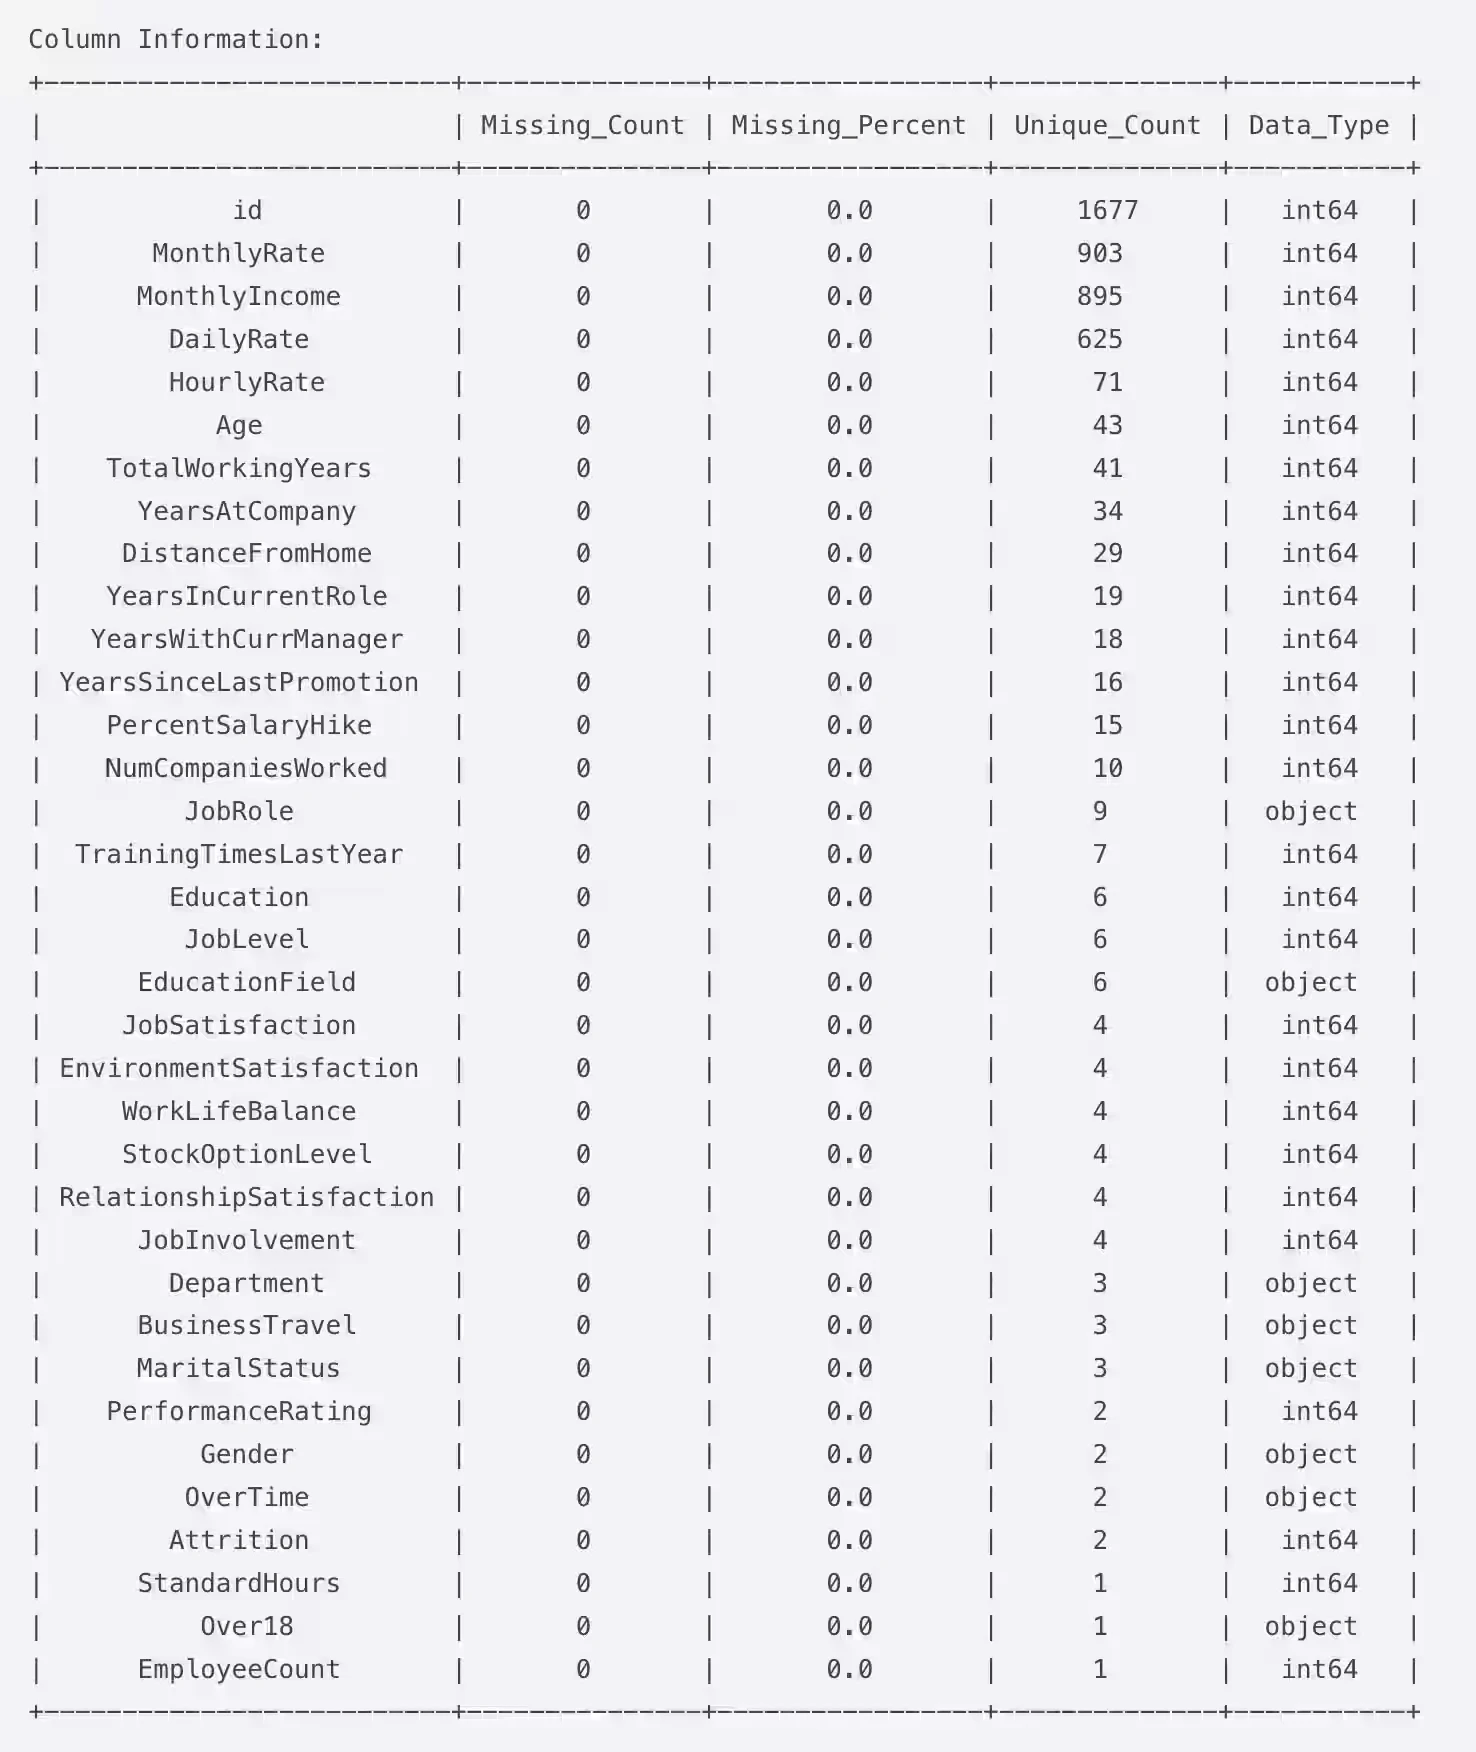 Column Information:
+--------------------------+---------------+-----------------+--------------+-----------+
| | Missing_Count | Missing_Percent | Unique_Count | Data_Type |
+--------------------------+---------------+-----------------+--------------+-----------+
| id | 0 | 0.0 | 1677 | int64 |
| MonthlyRate | 0 | 0.0 | 903 | int64 |
| MonthlyIncome | 0 | 0.0 | 895 | int64 |
| DailyRate | 0 | 0.0 | 625 | int64 |
| HourlyRate | 0 | 0.0 | 71 | int64 |
| Age | 0 | 0.0 | 43 | int64 |
| TotalWorkingYears | 0 | 0.0 | 41 | int64 |
| YearsAtCompany | 0 | 0.0 | 34 | int64 |
| DistanceFromHome | 0 | 0.0 | 29 | int64 |
| YearsInCurrentRole | 0 | 0.0 | 19 | int64 |
| YearsWithCurrManager | 0 | 0.0 | 18 | int64 |
| YearsSinceLastPromotion | 0 | 0.0 | 16 | int64 |
| PercentSalaryHike | 0 | 0.0 | 15 | int64 |
| NumCompaniesWorked | 0 | 0.0 | 10 | int64 |
| JobRole | 0 | 0.0 | 9 | object |
| TrainingTimesLastYear | 0 | 0.0 | 7 | int64 |
| Education | 0 | 0.0 | 6 | int64 |
| JobLevel | 0 | 0.0 | 6 | int64 |
| EducationField | 0 | 0.0 | 6 | object |
| JobSatisfaction | 0 | 0.0 | 4 | int64 |
| EnvironmentSatisfaction | 0 | 0.0 | 4 | int64 |
| WorkLifeBalance | 0 | 0.0 | 4 | int64 |
| StockOptionLevel | 0 | 0.0 | 4 | int64 |
| RelationshipSatisfaction | 0 | 0.0 | 4 | int64 |
| JobInvolvement | 0 | 0.0 | 4 | int64 |
| Department | 0 | 0.0 | 3 | object |
| BusinessTravel | 0 | 0.0 | 3 | object |
| MaritalStatus | 0 | 0.0 | 3 | object |
| PerformanceRating | 0 | 0.0 | 2 | int64 |
| Gender | 0 | 0.0 | 2 | object |
| OverTime | 0 | 0.0 | 2 | object |
| Attrition | 0 | 0.0 | 2 | int64 |
| StandardHours | 0 | 0.0 | 1 | int64 |
| Over18 | 0 | 0.0 | 1 | object |
| EmployeeCount | 0 | 0.0 | 1 | int64 |
+--------------------------+---------------+-----------------+--------------+-----------+